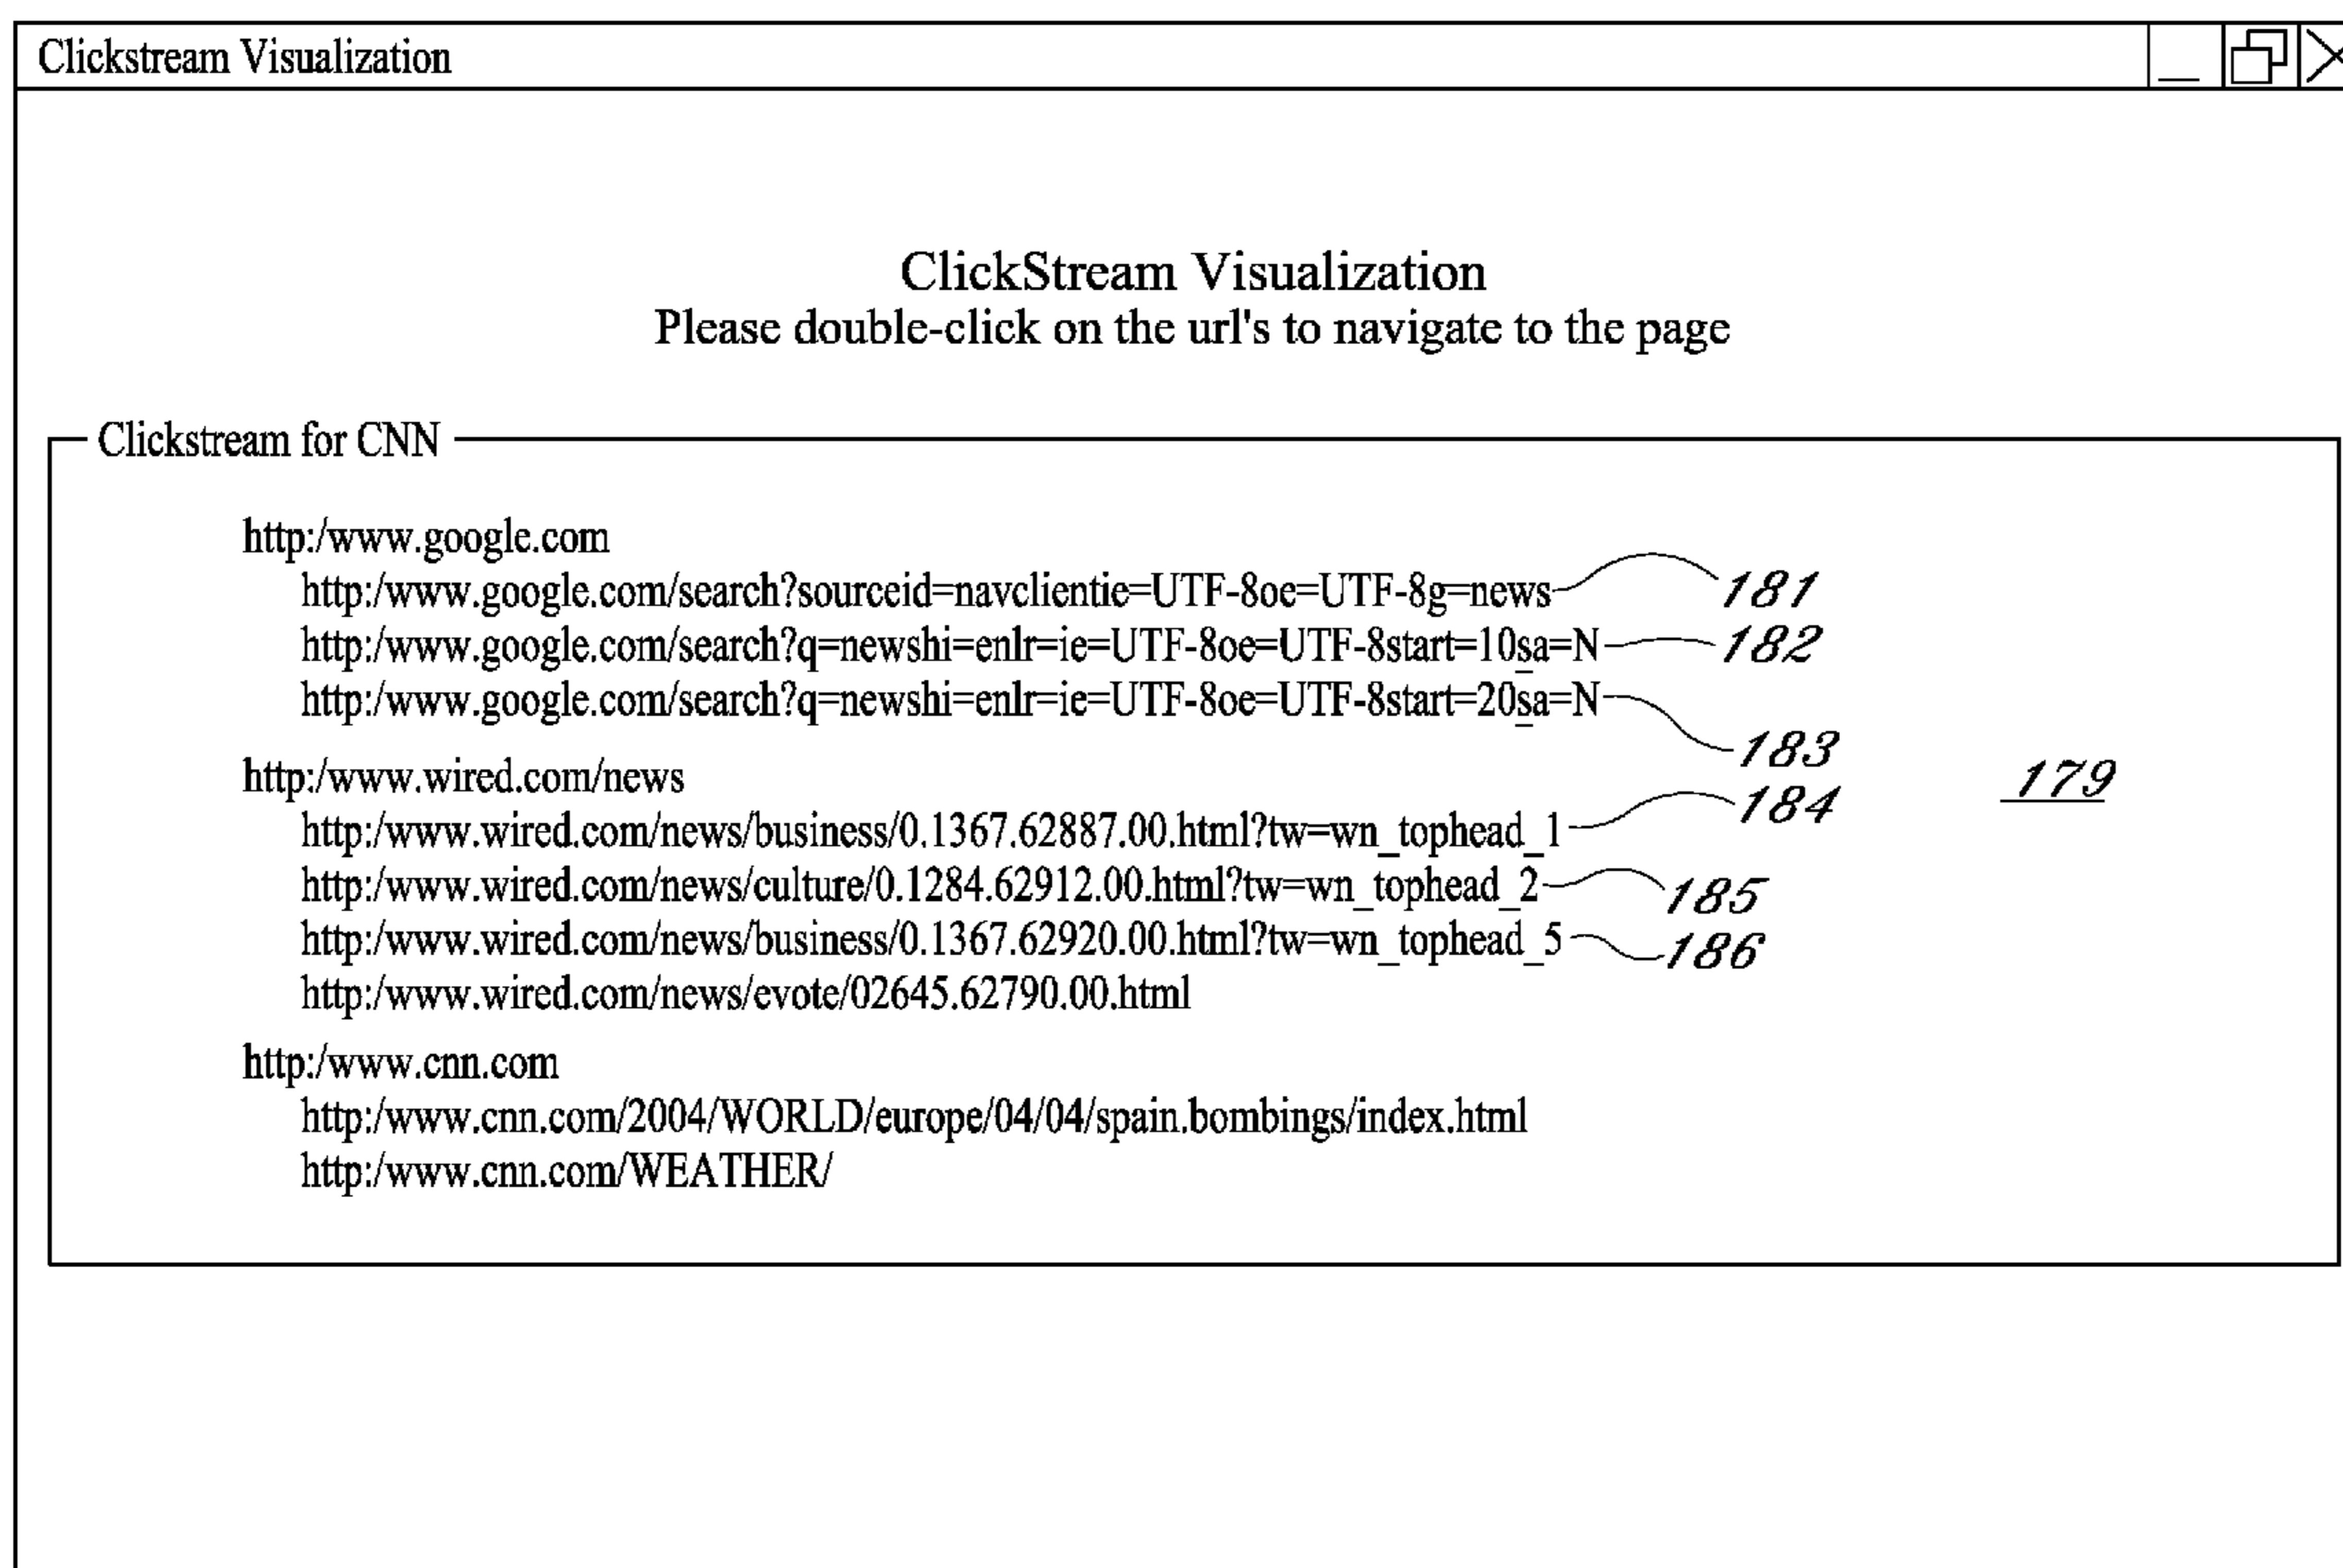 Clickstream Visualization
ClickStream Visualization
Please double-click on the url's to navigate to the page
Clickstream for CNN
http:/www.google.com
http:/www.google.com/search?sourceid=navclientie=UTF-8oe=UTF-8g=news 181
http:/www.google.com/search?q=newshi=enlr=ie=UTF-8oe=UTF-8start=10sa=N 182
http:/www.google.com/search?q=newshi=enlr=ie=UTF-8oe=UTF-8start=20sa=N
183
http:/www.wired.com/news 179
184
http:/www.wired.com/news/business/0.1367.62887.00.html?tw=wn_tophead_1
http:/www.wired.com/news/culture/0.1284.62912.00.html?tw=wn_tophead_2 185
http:/www.wired.com/news/business/0.1367.62920.00.html?tw=wn_tophead_5 186
http:/www.wired.com/news/evote/02645.62790.00.html
http:/www.cnn.com
http:/www.cnn.com/2004/WORLD/europe/04/04/spain.bombings/index.html
http:/www.cnn.com/WEATHER/